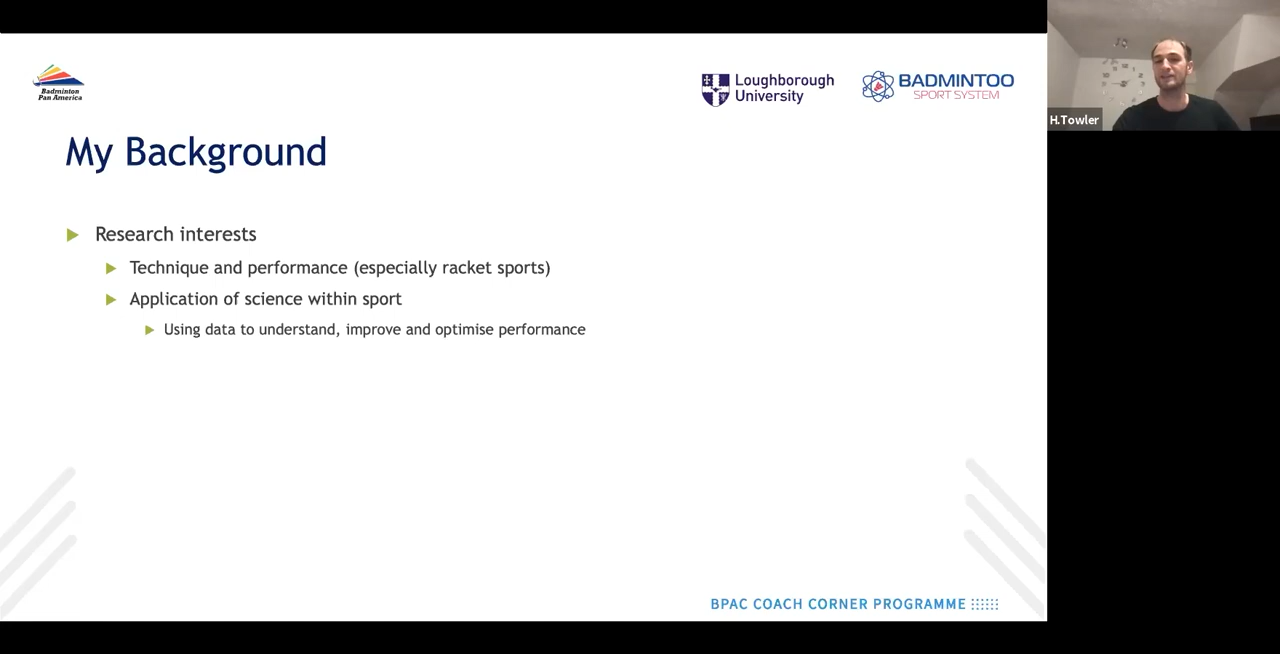 Badminton
Pan America
Loughborough
University
BADMINTOO
SPORT SYSTEM
H.Towler
My Background
Research interests
Technique and performance (especially racket sports)
Application of science within sport
Using data to understand, improve and optimise performance
BPAC COACH CORNER PROGRAMME